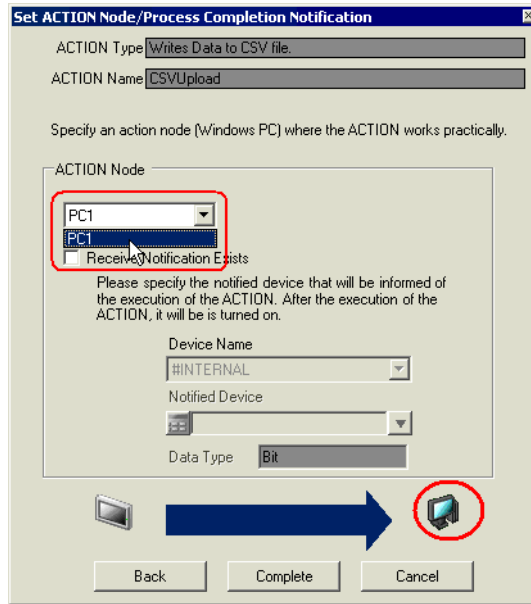 Set ACTION Node/Process Completion Notification
ACTION Type Writes Data to CSV file.
ACTION Name CSVUpload
Specify an action node (Windows PC) where the ACTION works practically.
ACTION Node
PC1
PC1
Receive Notification Exists
Please specify the notified device that will be informed of
the execution of the ACTION. After the execution of the
ACTION, it will be is turned on.
Device Name
#INTERNAL
Notified Device
Data Type Bit
Back Complete Cancel